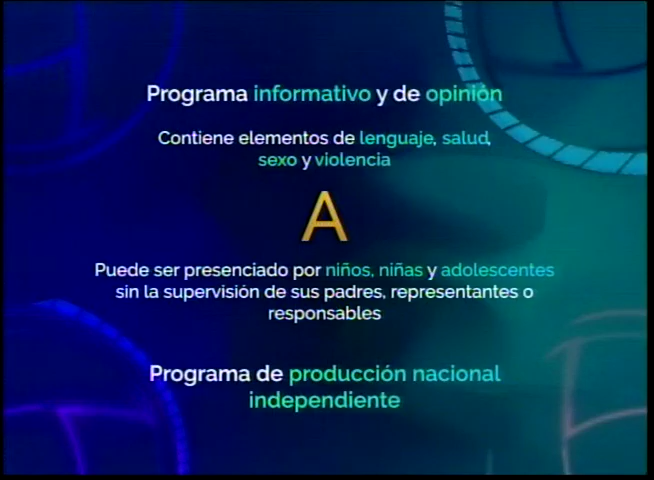 Programa informativo y de opinión
Contiene elementos de lenguaje, salud,
sexo y violencia
A
Puede ser presenciado por niños, niñas y adolescentes
sin la supervisión de sus padres, representantes o
responsables
Programa de producción nacional
independiente